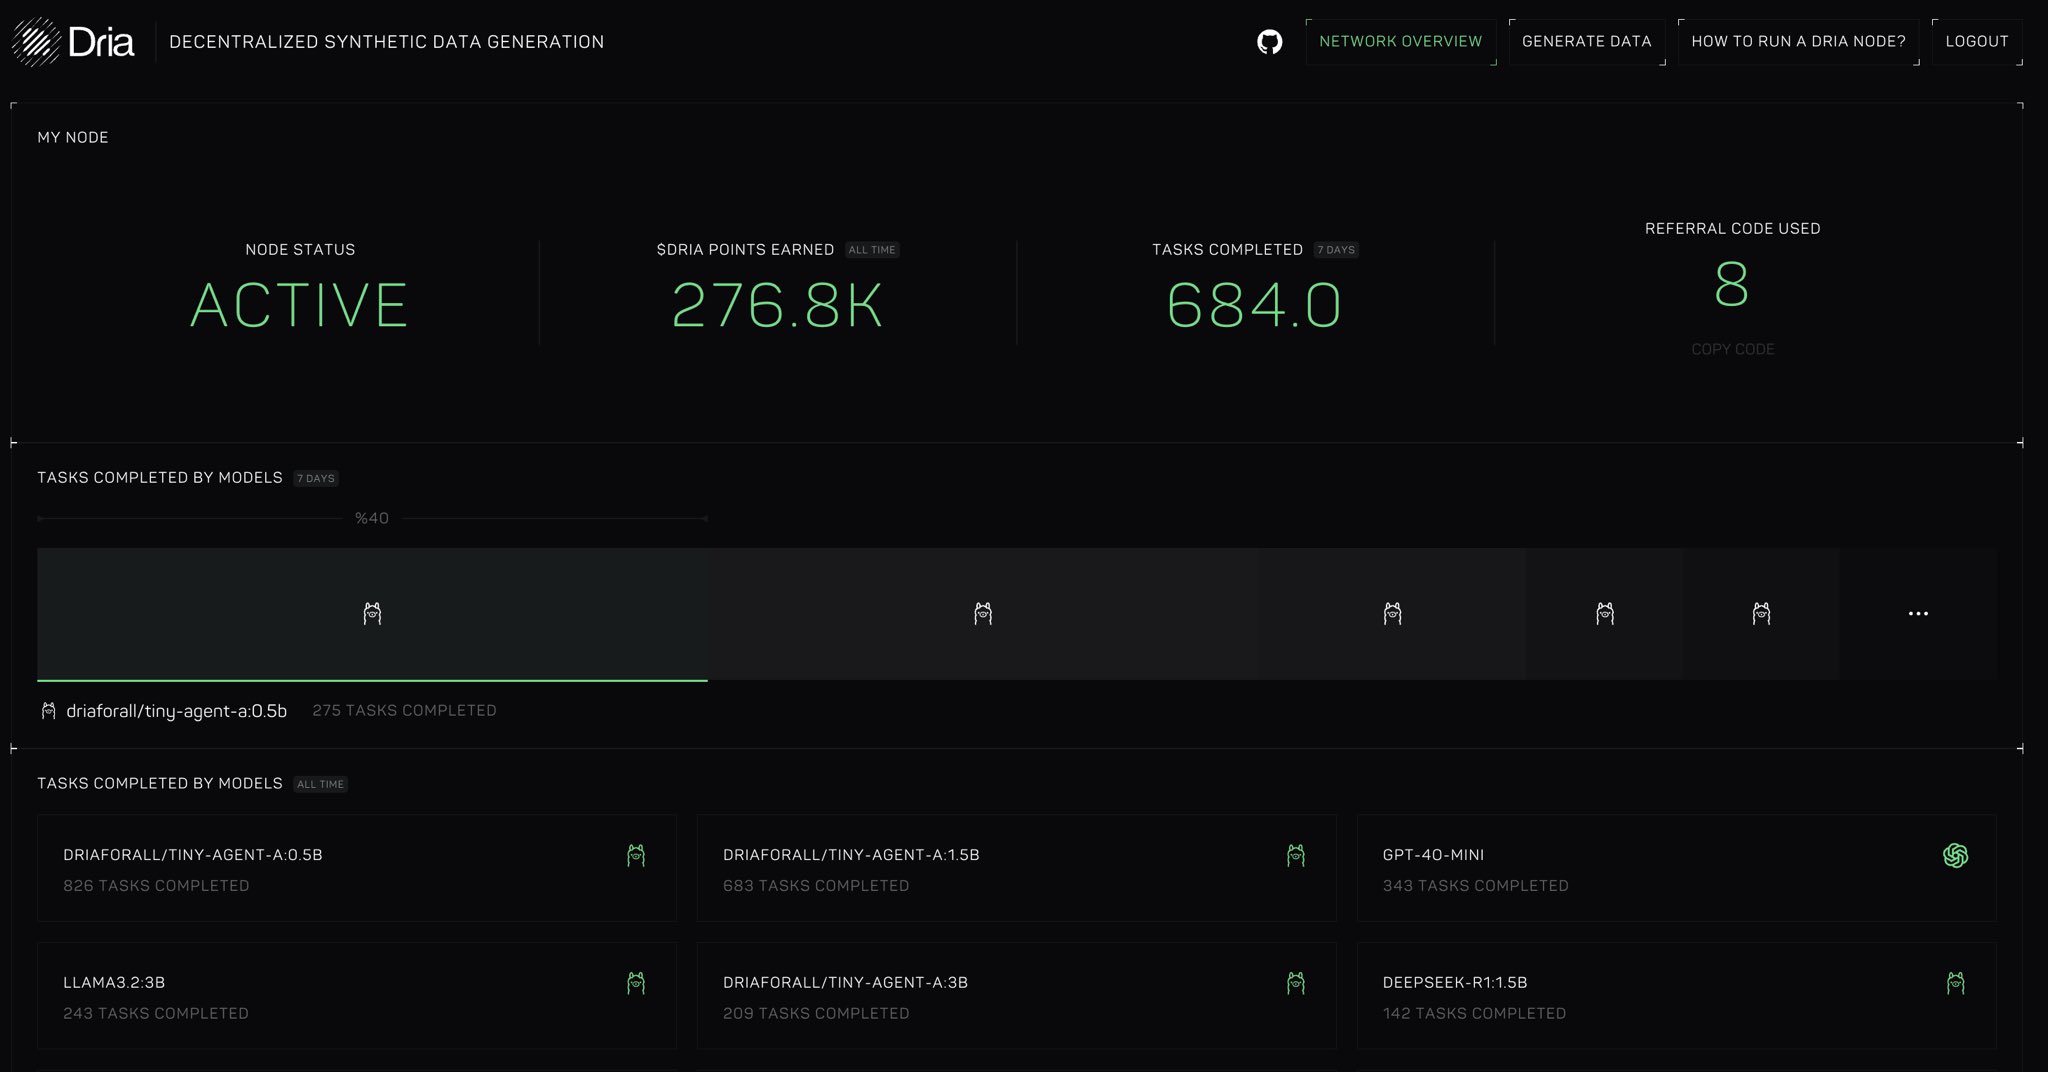 Dria
DECENTRALIZED SYNTHETIC DATA GENERATION
NETWORK OVERVIEW
GENERATE DATA
HOW TO RUN A DRIA NODE?
LOGOUT
MY NODE
NODE STATUS
ACTIVE
$DRIA POINTS EARNED ALL TIME
276.8K
TASKS COMPLETED 7 DAYS
684.0
REFERRAL CODE USED
8
COPY CODE
TASKS COMPLETED BY MODELS 7 DAYS
%40
...
driaforall/tiny-agent-a:0.5b 275 TASKS COMPLETED
TASKS COMPLETED BY MODELS ALL TIME
DRIAFORALL/TINY-AGENT-A:0.5B
826 TASKS COMPLETED
DRIAFORALL/TINY-AGENT-A:1.5B
683 TASKS COMPLETED
GPT-4O-MINI
343 TASKS COMPLETED
LLAMA3.2:3B
243 TASKS COMPLETED
DRIAFORALL/TINY-AGENT-A:3B
209 TASKS COMPLETED
DEEPSEEK-R1:1.5B
142 TASKS COMPLETED